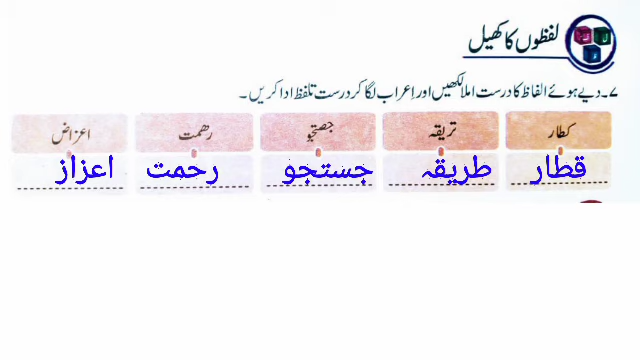 لفظوں کا کھیل
۷۔ دیے ہوئے الفاظ کا درست املا لکھیں اور اِعراب لگا کر درست تلفظ ادا کریں۔
کطار تریقہ جصتجو رھمت اعزاض
قطار طریقہ جستجو رحمت اعزاز